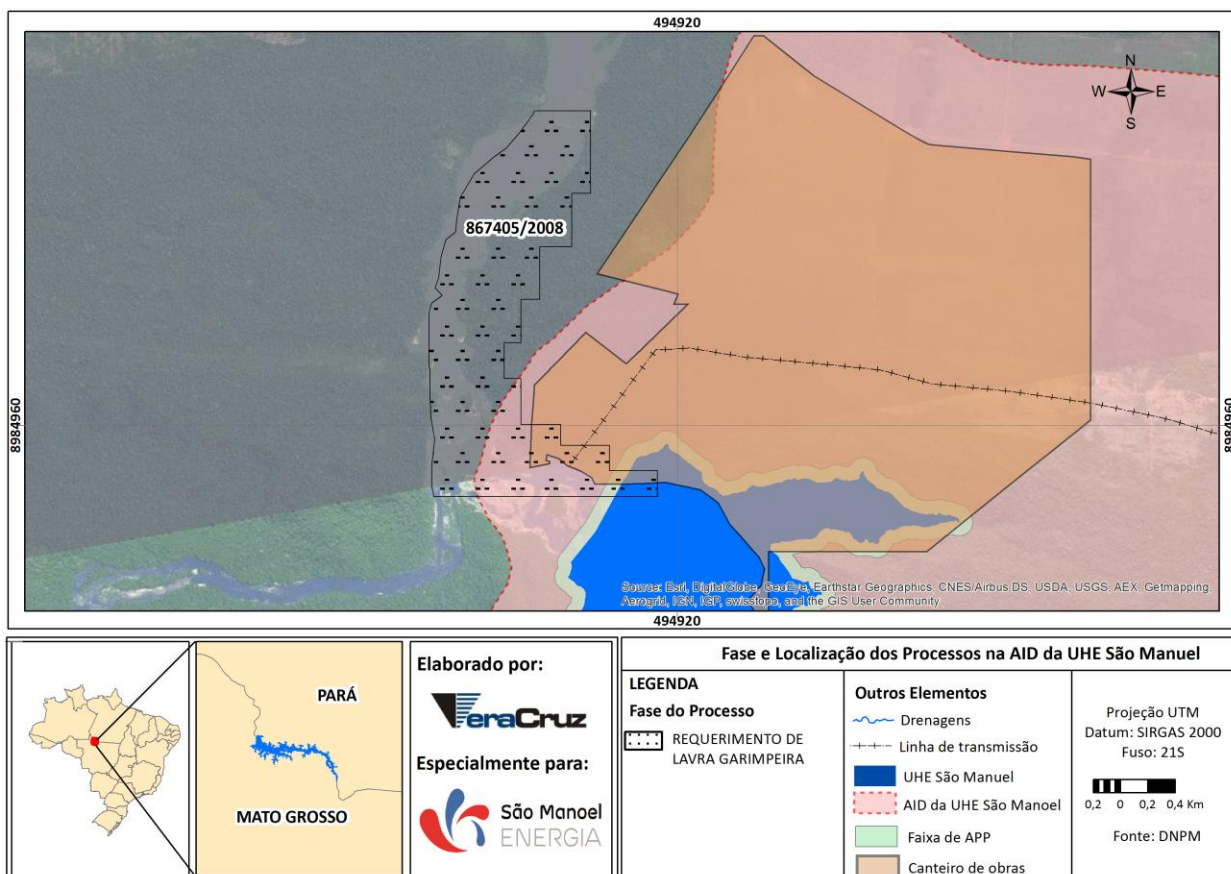 494920
N
W E
S
867405/2008
8984960
8984960
Source: Esri, DigitalGlobe, GeoEye, Earthstar Geographics, CNES/Airbus DS, USDA, USGS, AEX, Getmapping,
Aerogrid, IGN, IGP, swisstopo, and the GIS User Community
494920
PARÁ
MATO GROSSO
Elaborado por:
VeraCruz
Especialmente para:
São Manoel
ENERGIA
Fase e Localização dos Processos na AID da UHE São Manuel
LEGENDA
Fase do Processo
REQUERIMENTO DE
LAVRA GARIMPEIRA
Outros Elementos
Drenagens
Linha de transmissão
UHE São Manuel
AID da UHE São Manoel
Faixa de APP
Canteiro de obras
Projeção UTM
Datum: SIRGAS 2000
Fuso: 21S
0,2 0 0,2 0,4 Km
Fonte: DNPM